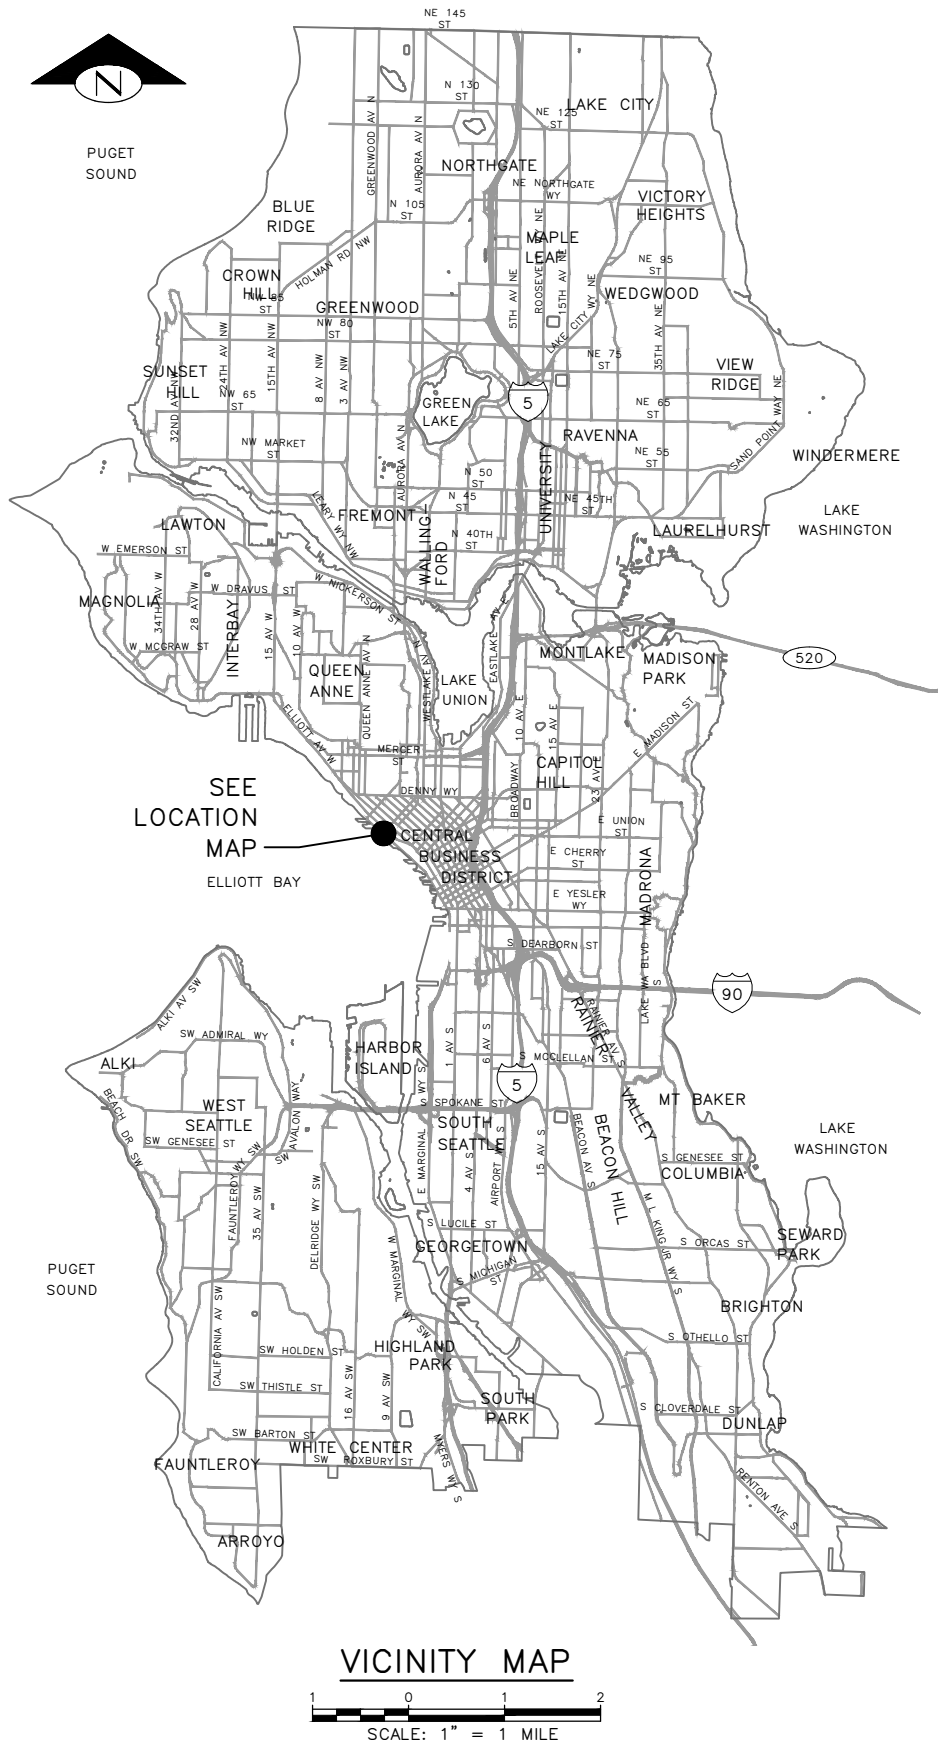 NE 145
ST
N
N 130
ST
LAKE CITY
NE 125
ST
PUGET
SOUND
GREENWOOD AV N
AURORA AV N
NORTHGATE
NE NORTHGATE
WY
VICTORY
HEIGHTS
BLUE
RIDGE
N 105
ST
MAPLE
LEAF
ROOSEVELT WY NE
15TH AV NE
5TH AV NE
HOLMAN RD NW
NE 95
ST
CROWN
HILL
NW 85
ST
GREENWOOD
WEDGWOOD
LAKE CITY WY NE
NW 80
ST
24TH AV NW
15TH AV NW
8 AV NW
3 AV NW
35TH AV NE
NE 75
ST
VIEW
RIDGE
SUNSET
HILL
32ND AV NW
NW 65
ST
GREEN
LAKE
5
NE 65
ST
SAND POINT WAY NE
NW MARKET
ST
AURORA AV N
RAVENNA
NE 55
ST
WINDERMERE
N 50
ST
UNIVERSITY
N 45
ST
NE 45TH
ST
LEARY WY NW
FREMONT
LAKE
WASHINGTON
LAWTON
WALLING-
FORD
N 40TH
ST
LAURELHURST
W EMERSON ST
W DRAVUS ST
W NICKERSON ST
MAGNOLIA
34TH AV W
28 AV W
INTERBAY
15 AV W
10 AV W
W MCGRAW ST
QUEEN
ANNE
QUEEN ANNE AV N
WESTLAKE AV N
LAKE
UNION
EASTLAKE AV E
MONTLAKE
MADISON
PARK
520
ELLIOTT AV W
10 AV E
15 AV E
E MADISON ST
MERCER
ST
CAPITOL
HILL
23 AV E
SEE
LOCATION
MAP
DENNY WY
BROADWAY
E UNION
ST
CENTRAL
BUSINESS
DISTRICT
E CHERRY
ST
ELLIOTT BAY
MADRONA
E YESLER
WY
S DEARBORN ST
LAKE WA BLVD
S
90
ALKI AV SW
SW ADMIRAL WY
RAINIER AV S
RAINIER
VALLEY
HARBOR
ISLAND
1 AV S
6 AV S
S MCCLELLAN ST
ALKI
5
BEACH DR SW
WEST
SEATTLE
SW AVALON WAY
S SPOKANE ST
MT BAKER
SOUTH
SEATTLE
BEACON AV S
BEACON HILL
LAKE
WASHINGTON
SW GENESEE ST
E MARGINAL WY S
15 AV S
S GENESEE ST
COLUMBIA
FAUNTLEROY WY SW
35 AV SW
DELRIDGE WY SW
4 AV S
AIRPORT WY S
M L KING JR WY S
S LUCILE ST
SEWARD
PARK
W MARGINAL
WY SW
GEORGETOWN
S ORCAS ST
PUGET
SOUND
S MICHIGAN
ST
BRIGHTON
CALIFORNIA AV SW
SW HOLDEN ST
HIGHLAND
PARK
S OTHELLO ST
SW THISTLE ST
16 AV SW
9 AV SW
SOUTH
PARK
S CLOVERDALE ST
DUNLAP
SW BARTON ST
WHITE CENTER
SW ROXBURY ST
FAUNTLEROY
MYERS WY S
RENTON AVE S
ARROYO
VICINITY MAP
1 0 1 2
SCALE: 1" = 1 MILE